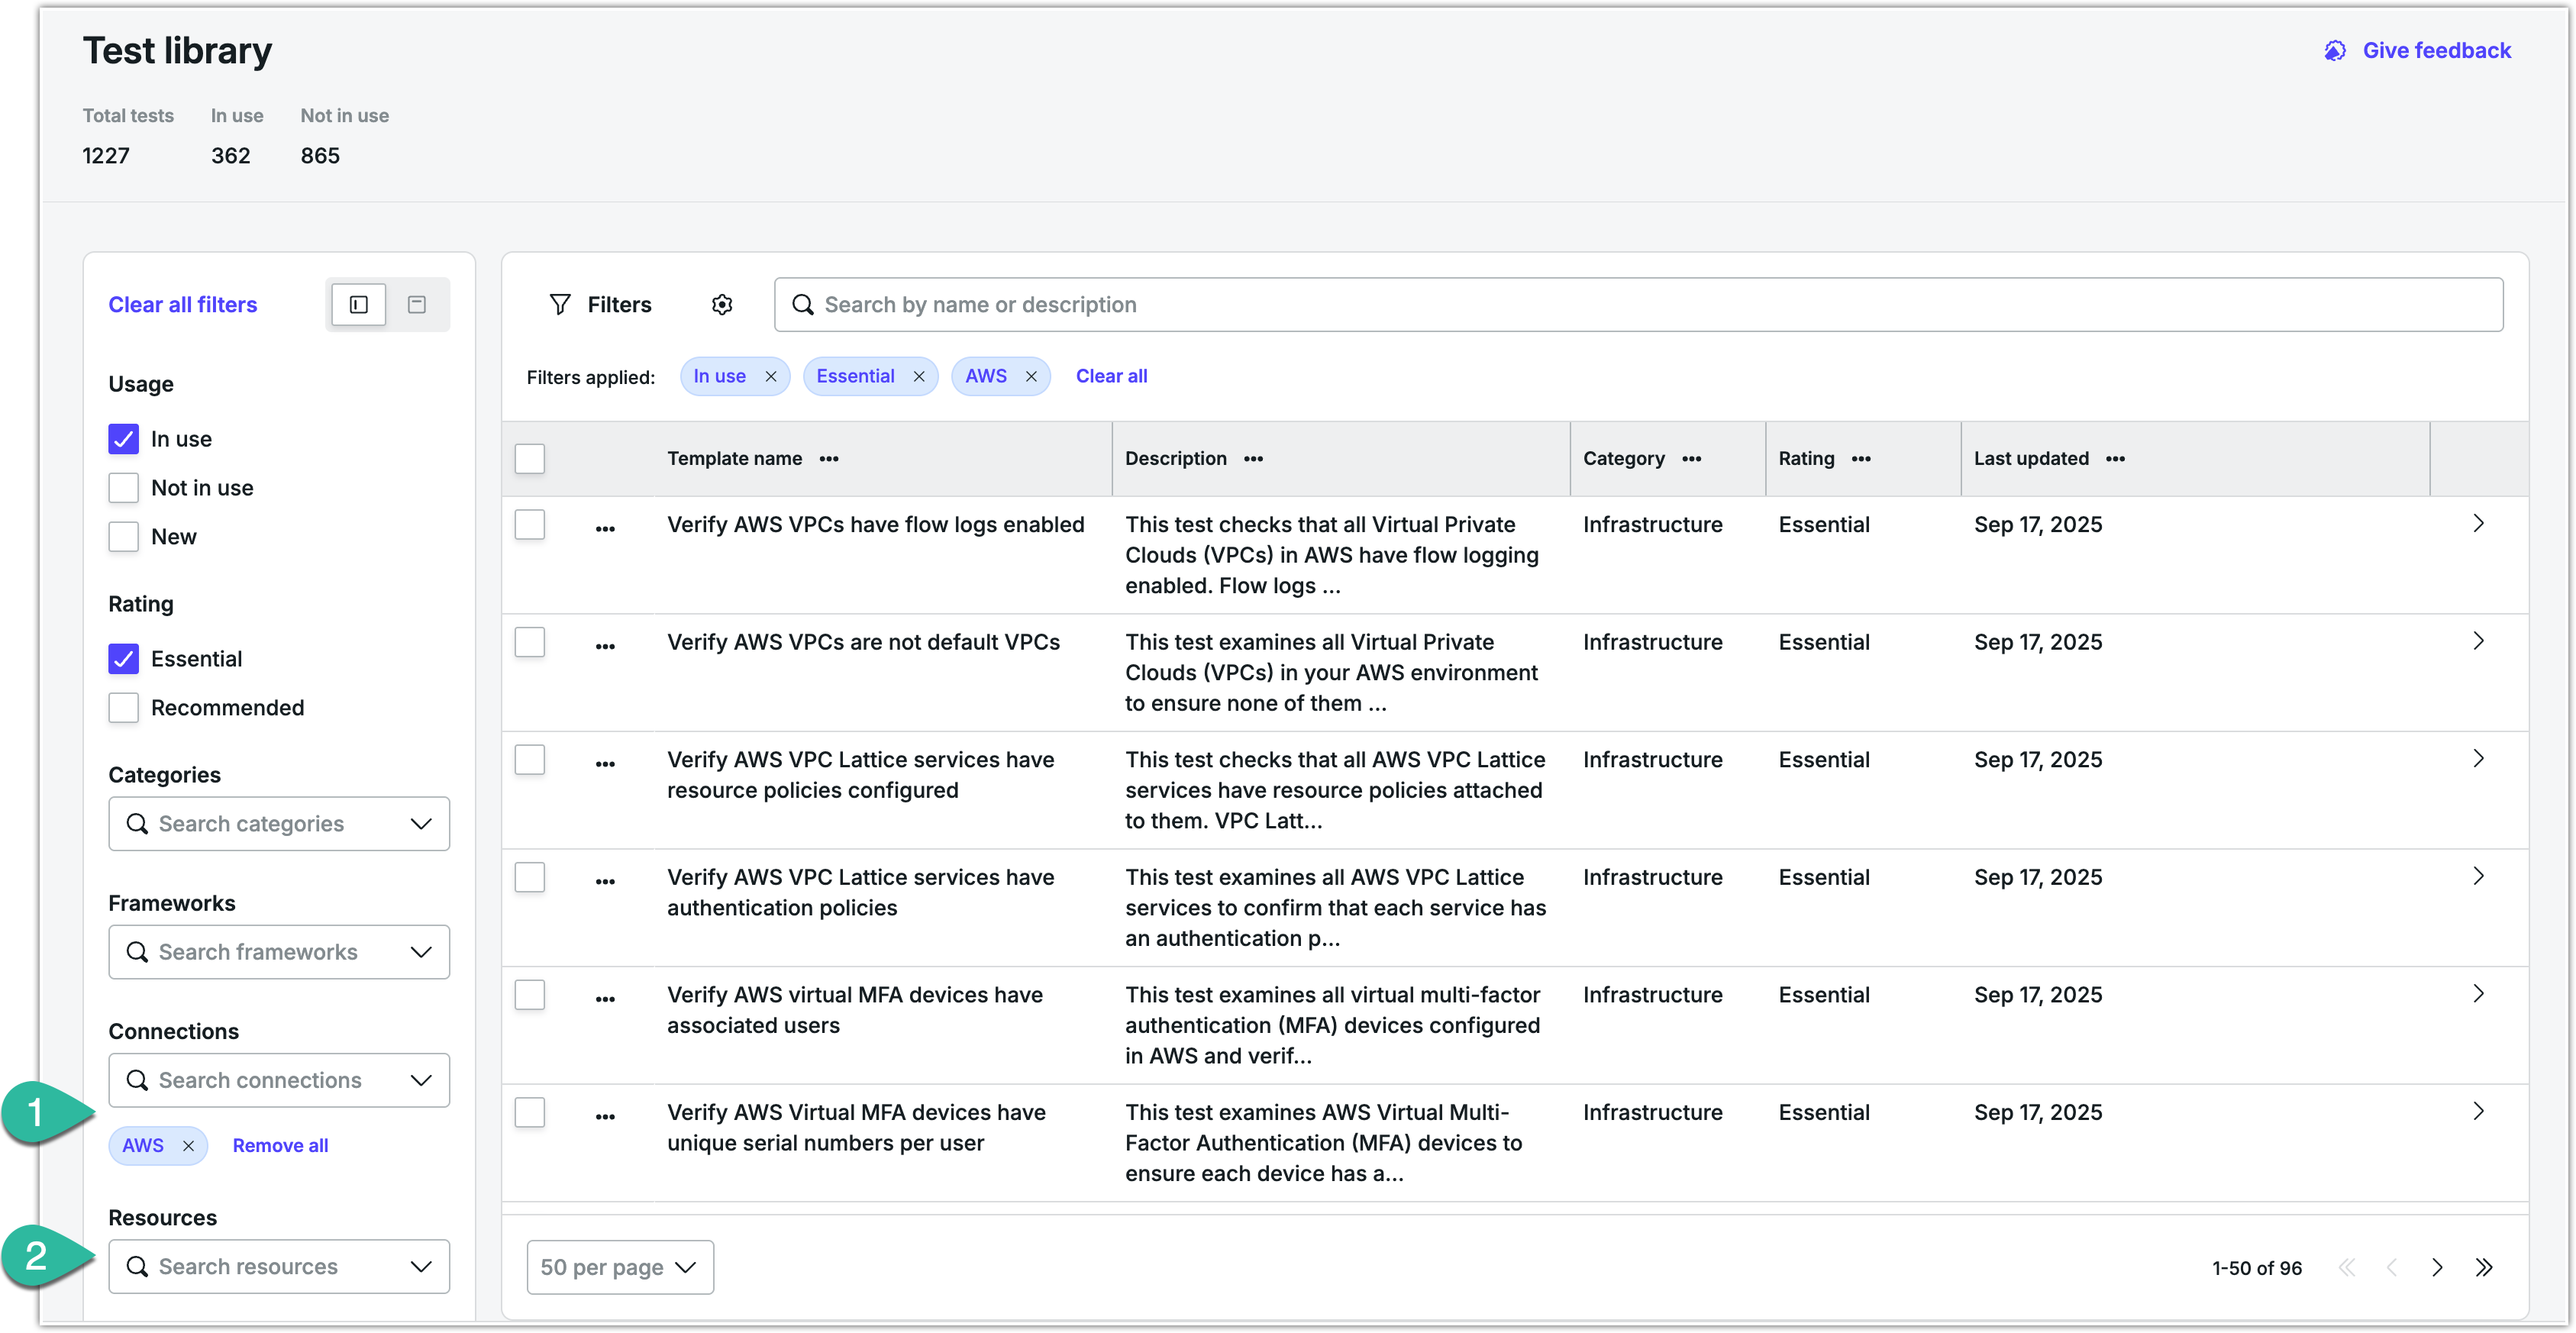 Test library
Give feedback
Total tests In use Not in use
1227 362 865
Clear all filters
Usage
In use
Not in use
New
Rating
Essential
Recommended
Categories
Search categories
Frameworks
Search frameworks
Connections
Search connections
1
AWS Remove all
Resources
2
Search resources
Filters
Search by name or description
Filters applied: In use Essential AWS Clear all
Template name Description Category Rating Last updated
Verify AWS VPCs have flow logs enabled
This test checks that all Virtual Private
Clouds (VPCs) in AWS have flow logging
enabled. Flow logs ...
Infrastructure Essential Sep 17, 2025
Verify AWS VPCs are not default VPCs
This test examines all Virtual Private
Clouds (VPCs) in your AWS environment
to ensure none of them ...
Infrastructure Essential Sep 17, 2025
Verify AWS VPC Lattice services have
resource policies configured
This test checks that all AWS VPC Lattice
services have resource policies attached
to them. VPC Latt...
Infrastructure Essential Sep 17, 2025
Verify AWS VPC Lattice services have
authentication policies
This test examines all AWS VPC Lattice
services to confirm that each service has
an authentication p...
Infrastructure Essential Sep 17, 2025
Verify AWS virtual MFA devices have
associated users
This test examines all virtual multi-factor
authentication (MFA) devices configured
in AWS and verif...
Infrastructure Essential Sep 17, 2025
Verify AWS Virtual MFA devices have
unique serial numbers per user
This test examines AWS Virtual Multi-
Factor Authentication (MFA) devices to
ensure each device has a...
Infrastructure Essential Sep 17, 2025
50 per page
1-50 of 96